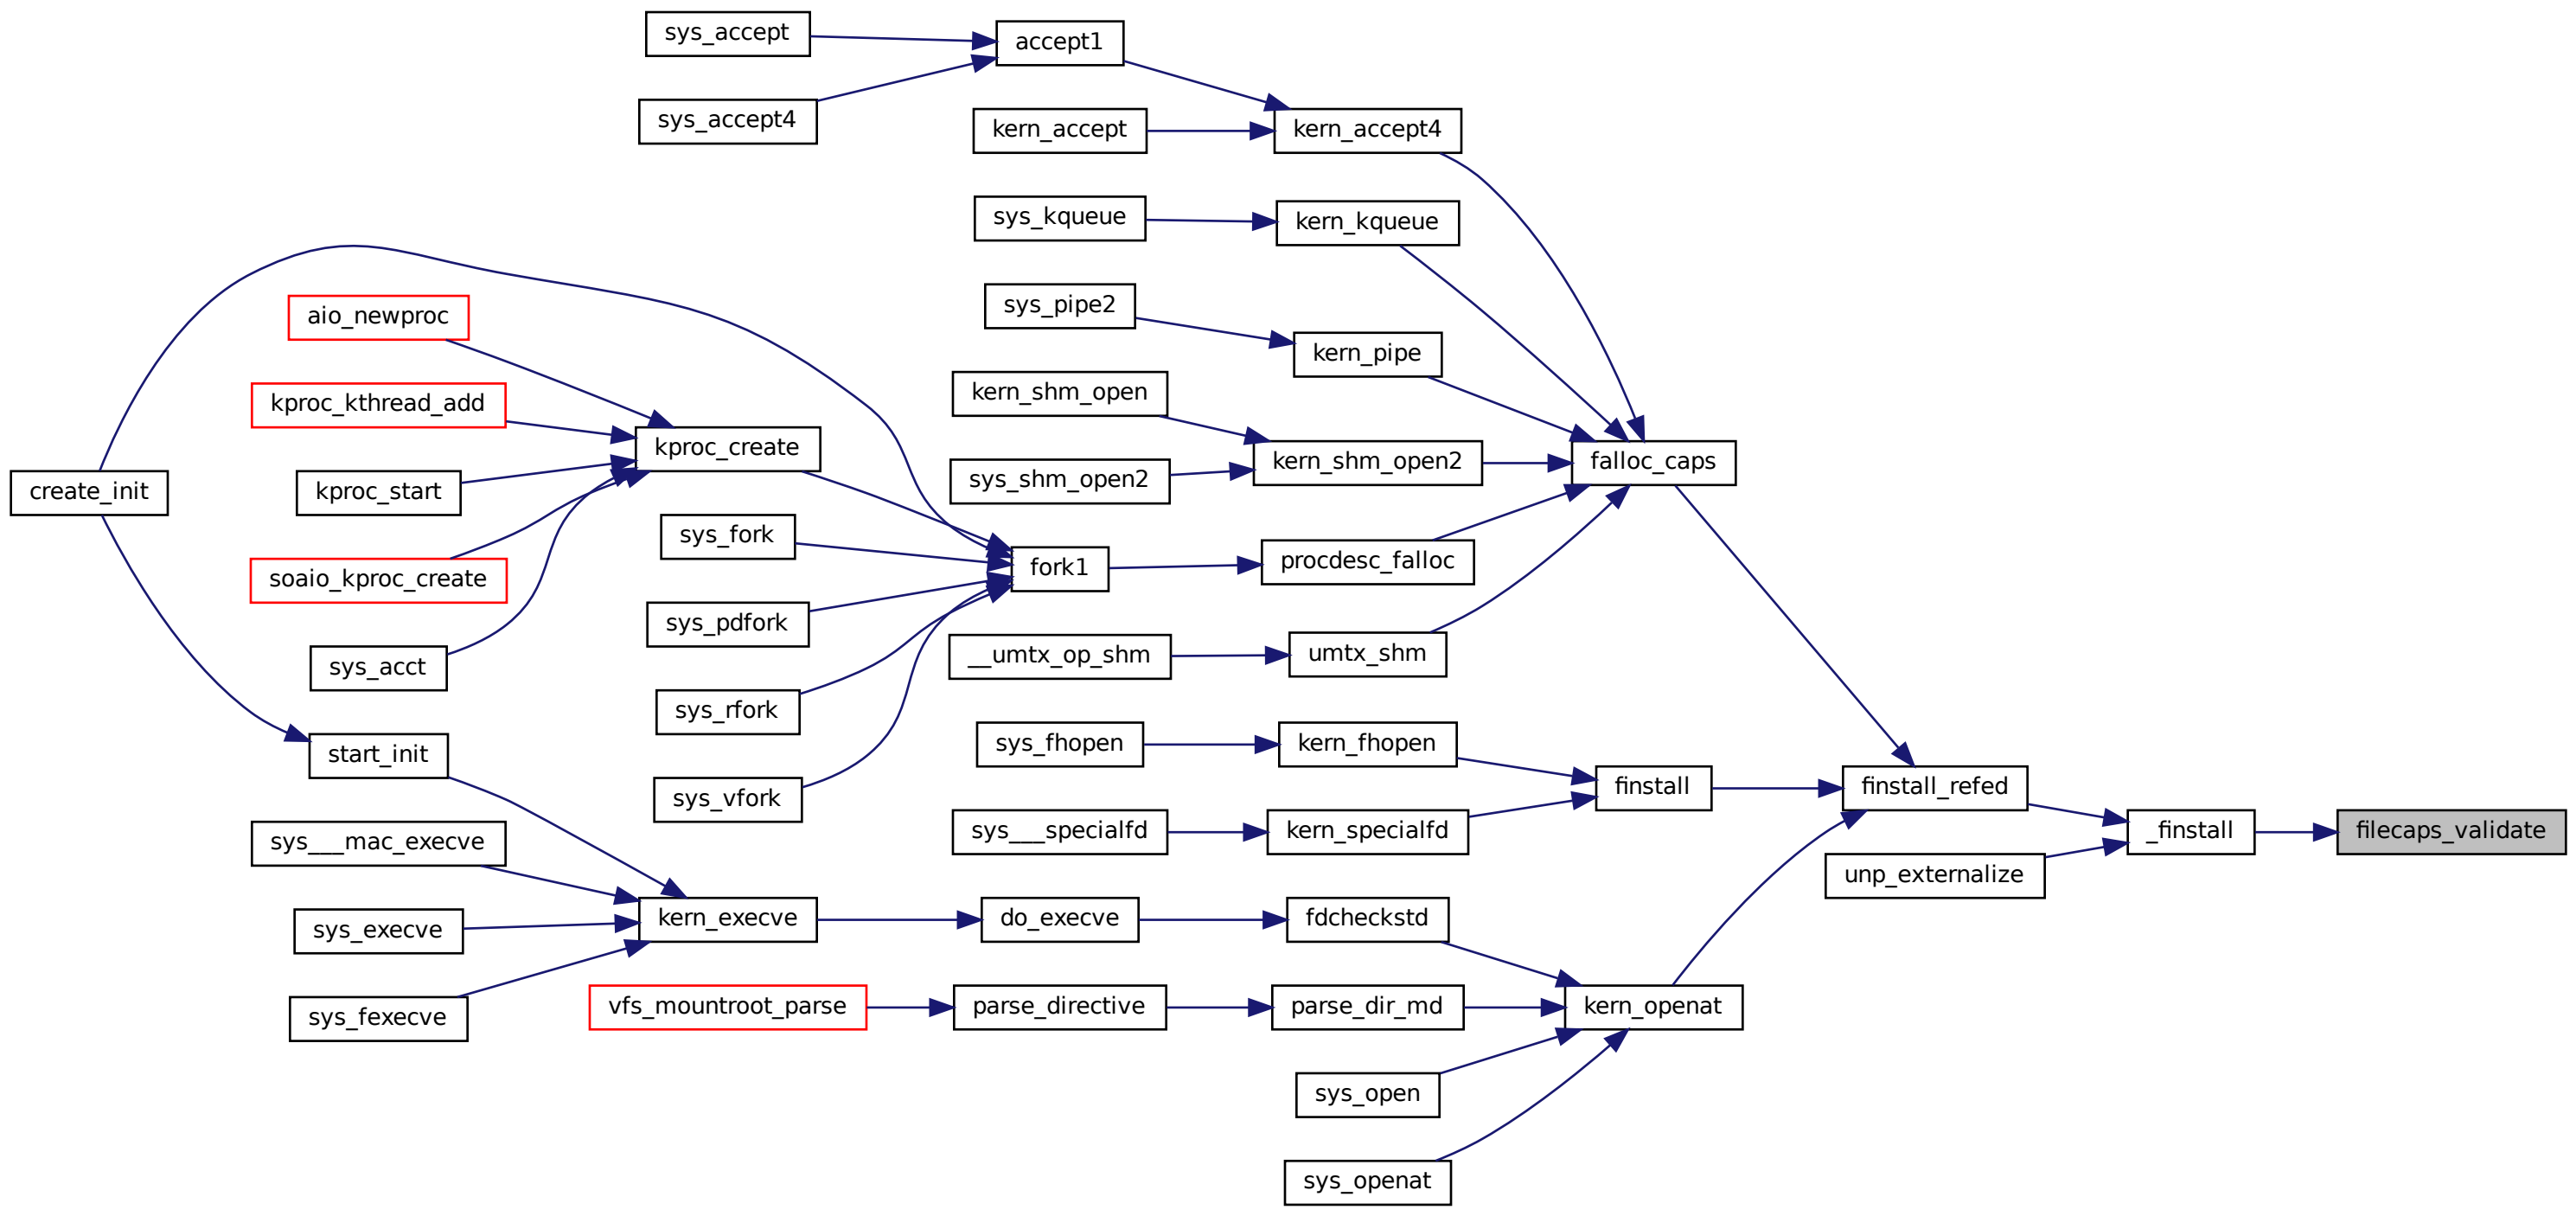 sys_accept
accept1
sys_accept4
kern_accept
kern_accept4
sys_kqueue
kern_kqueue
sys_pipe2
aio_newproc
kern_pipe
kern_shm_open
kproc_kthread_add
kproc_create
falloc_caps
kern_shm_open2
sys_shm_open2
create_init
kproc_start
sys_fork
procdesc_falloc
fork1
soaio_kproc_create
sys_pdfork
umtx_shm
__umtx_op_shm
sys_acct
sys_rfork
sys_fhopen
kern_fhopen
start_init
finstall
finstall_refed
sys_vfork
sys___specialfd
kern_specialfd
_finstall
filecaps_validate
sys___mac_execve
unp_externalize
kern_execve
do_execve
fdcheckstd
sys_execve
vfs_mountroot_parse
parse_directive
parse_dir_md
kern_openat
sys_fexecve
sys_open
sys_openat